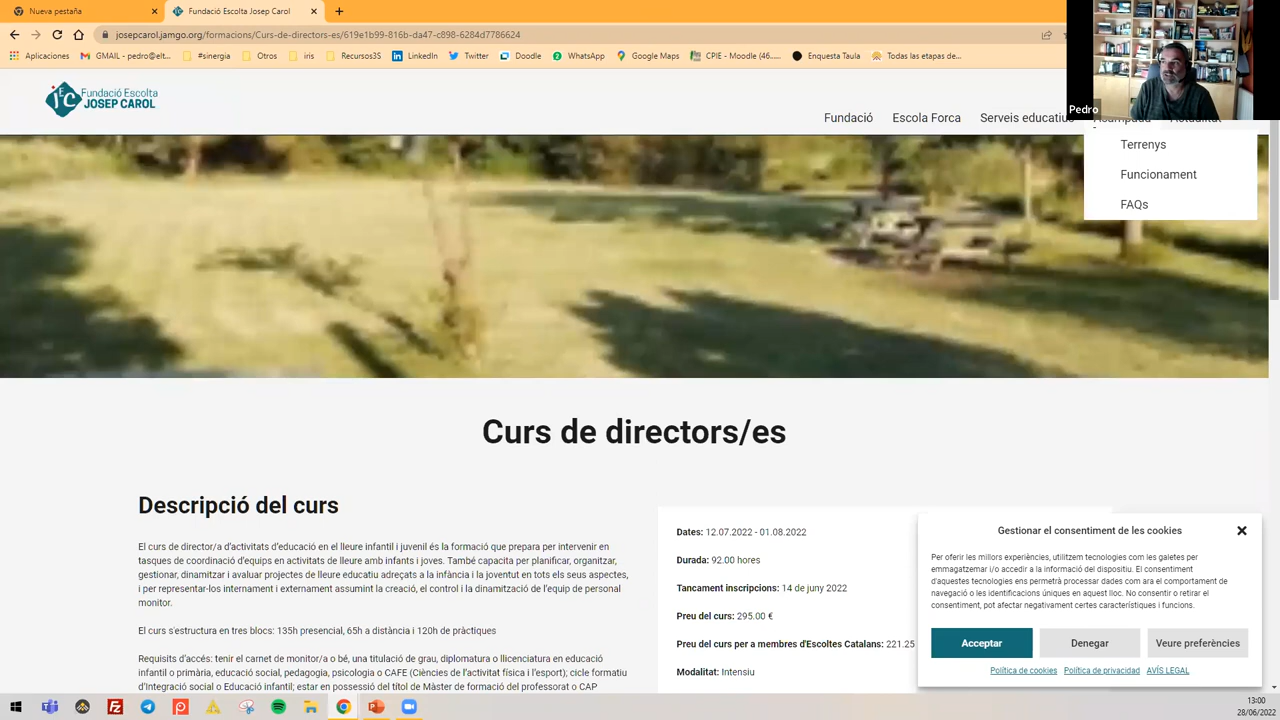 Nueva pestaña
Fundació Escolta Josep Carol
josepcarol.jamgo.org/formacions/Curs-de-directors-es/619e1b99-816b-aa47-c898-6284d7786624
Aplicaciones
GMAIL - pedro@elt...
#sinergia
Otros
iris
Recursos3S
LinkedIn
Twitter
Doodle
WhatsApp
Google Maps
CPIE - Moodle (46....
Enquesta Taula
Todas las etapas de...
Pedro
Fundació Escolta
JOSEP CAROL
Fundació
Escola Forca
Serveis educatius
Acampada
Actualitat
Terrenys
Funcionament
FAQs
Curs de directors/es
Descripció del curs
El curs de director/a d'activitats d'educació en el lleure infantil i juvenil és la formació que prepara per intervenir en
tasques de coordinació d'equips en activitats de lleure amb infants i joves. També capacita per planificar, organitzar,
gestionar, dinamitzar i avaluar projectes de lleure educatiu adreçats a la infància i la joventut en tots els seus aspectes,
i per representar-los internament i externament assumint la creació, el control i la dinamització de l'equip de personal
monitor.
El curs s'estructura en tres blocs: 135h presencial, 65h a distància i 120h de pràctiques
Requisits d'accés: tenir el carnet de monitor/a o bé, una titulació de grau, diplomatura o llicenciatura en educació
infantil o primària, educació social, pedagogia, psicologia o CAFE (Ciències de l'activitat física i l'esport); cicle formatiu
d'Integració social o Educació infantil; estar en possessió del títol de Màster de formació del professorat o CAP
Dates: 12.07.2022 - 01.08.2022
Durada: 92.00 hores
Tancament inscripcions: 14 de juny 2022
Preu del curs: 295.00 €
Preu del curs per a membres d'Escoltes Catalans: 221.25
Modalitat: Intensiu
Gestionar el consentiment de les cookies
Per oferir les millors experiències, utilitzem tecnologies com les galetes per
emmagatzemar i/o accedir a la informació del dispositiu. El consentiment
d'aquestes tecnologies ens permetrà processar dades com ara el comportament de
navegació o les identificacions úniques en aquest lloc. No consentir o retirar el
consentiment, pot afectar negativament certes característiques i funcions.
Acceptar
Denegar
Veure preferències
Política de cookies
Política de privacidad
AVÍS LEGAL
13:00
28/06/2022